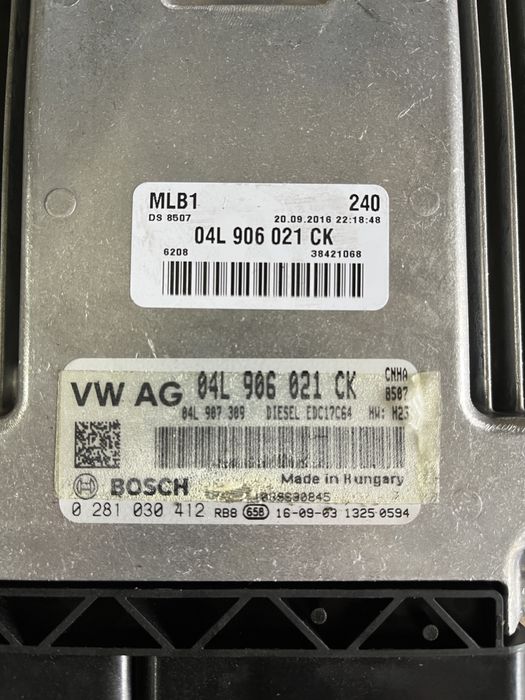 MLB1 240
DS 8507 20.09.2016 22:18:48
04L 906 021 CK
6208 38421068
VW AG 04L 906 021 CK CNHA 8507
04L 907 309 DIESEL EDC17C64 HW: H23
Made in Hungary
BOSCH 1039S90845
0 281 030 412 RB8 658 16-09-03 1325 0594